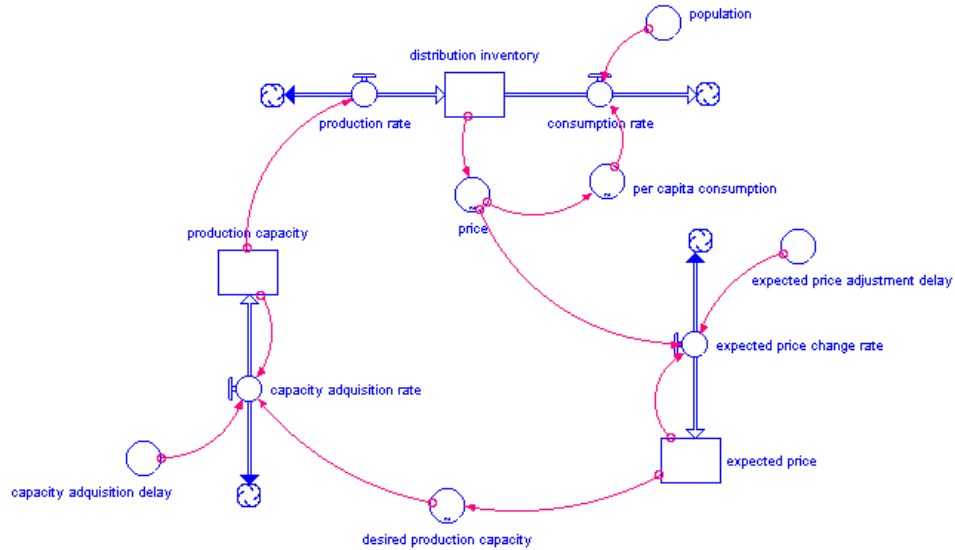 population
distribution inventory
production rate
consumption rate
per capita consumption
price
production capacity
expected price adjustment delay
expected price change rate
capacity adquisition rate
expected price
capacity adquisition delay
desired production capacity